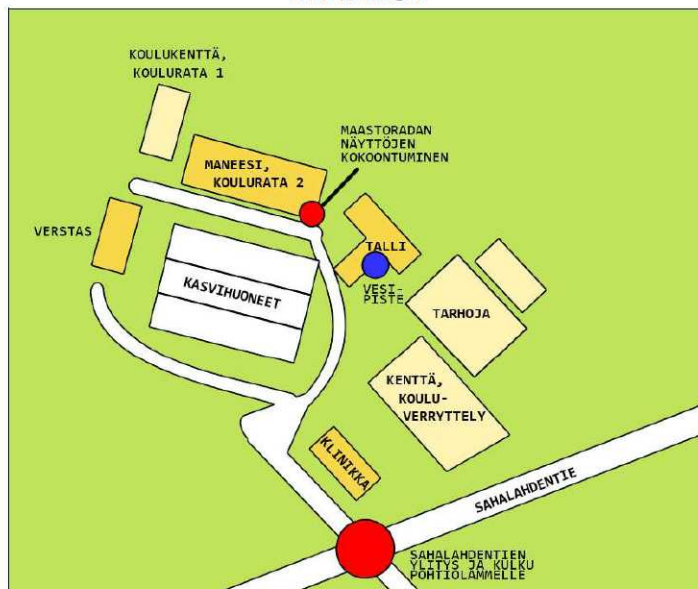 KOULUKENTTÄ,
KOULURATA 1
MAASTORADAN
NÄYTTÖJEN
KOKOONTUMINEN
MANEESI,
KOULURATA 2
VERSTAS
TALLI
KASVIHUONEET
VESI-
PISTE
TARHOJA
KENTTÄ,
KOULU-
VERRYTTELY
KLINIKKA
SAHALAHDENTIE
SAHALAHDENTIEN
YLITYS JA KULKU
POHTIOLAMMELLE